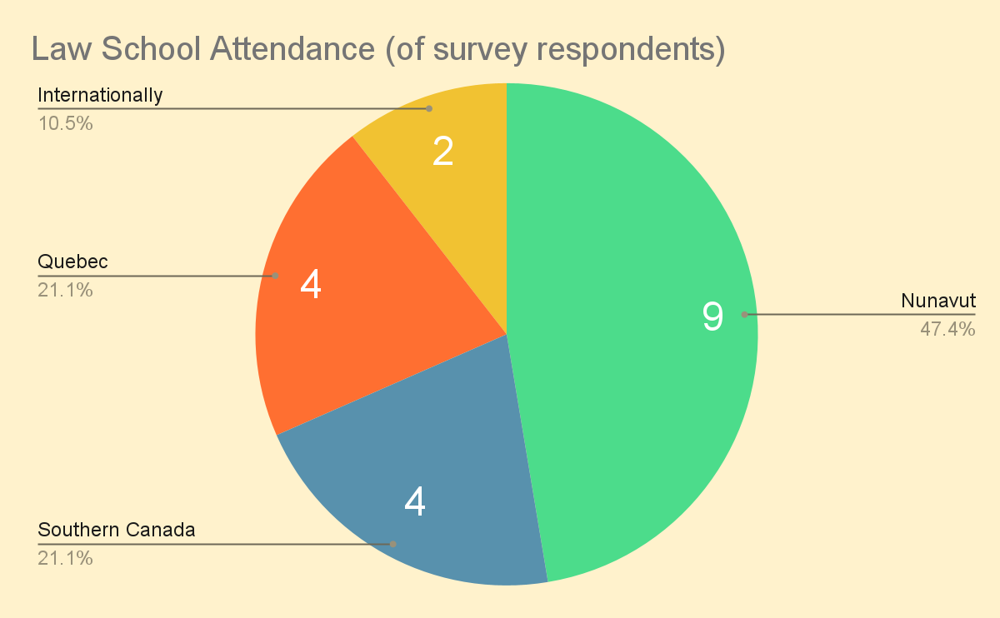 Law School Attendance (of survey respondents)
Internationally
10.5%
2
Quebec
21.1%
4
9
Nunavut
47.4%
4
Southern Canada
21.1%